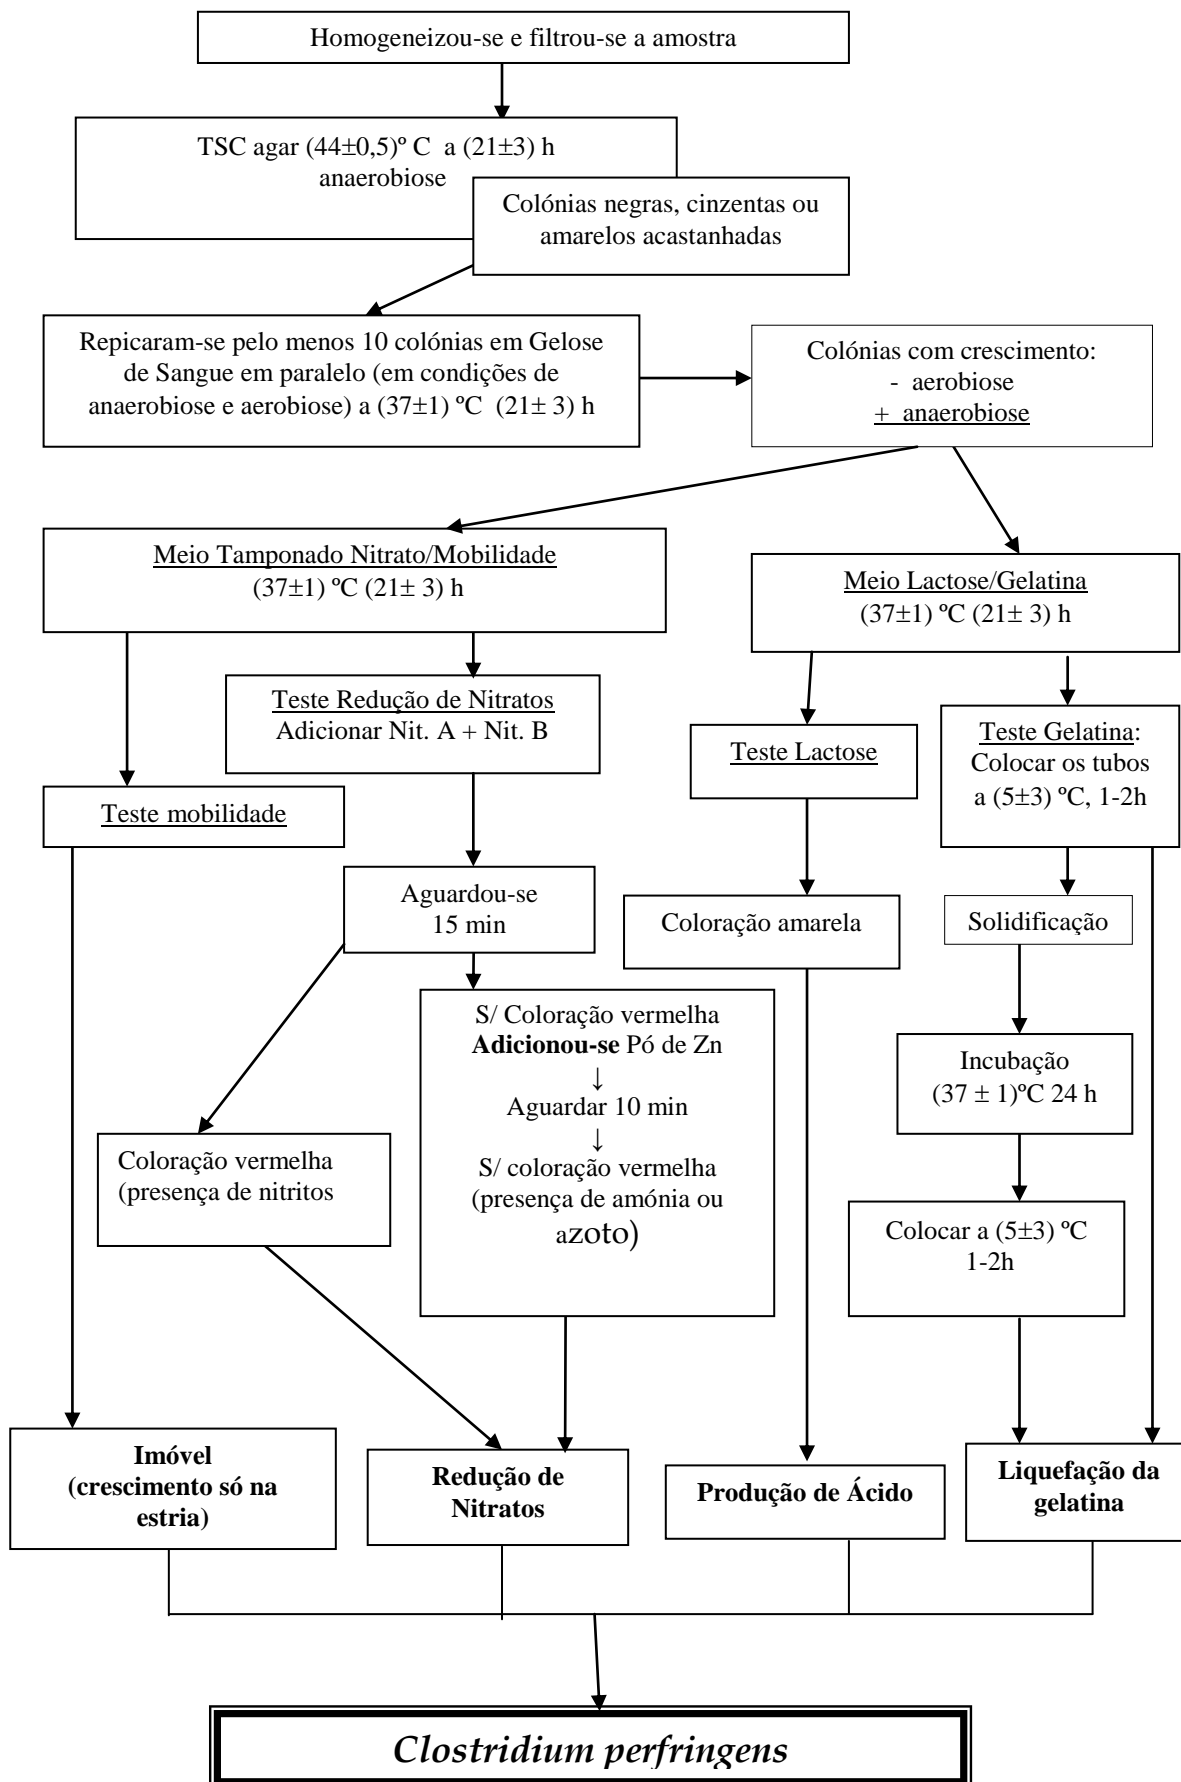 Homogeneizou-se e filtrou-se a amostra
TSC agar (44±0,5)º C a (21±3) h
anaerobiose
Colónias negras, cinzentas ou
amarelos acastanhadas
Repicaram-se pelo menos 10 colónias em Gelose
de Sangue em paralelo (em condições de
anaerobiose e aerobiose) a (37±1) ºC (21± 3) h
Colónias com crescimento:
- aerobiose
+ anaerobiose
Meio Tamponado Nitrato/Mobilidade
(37±1) ºC (21± 3) h
Meio Lactose/Gelatina
(37±1) ºC (21± 3) h
Teste Redução de Nitratos
Adicionar Nit. A + Nit. B
Teste Lactose
Teste Gelatina:
Colocar os tubos
a (5±3) ºC, 1-2h
Teste mobilidade
Aguardou-se
15 min
Coloração amarela
Solidificação
S/ Coloração vermelha
Adicionou-se Pó de Zn
↓
Aguardar 10 min
↓
S/ coloração vermelha
(presença de amónia ou
azoto)
Incubação
(37 ± 1)ºC 24 h
Coloração vermelha
(presença de nitritos
Colocar a (5±3) ºC
1-2h
Imóvel
(crescimento só na
estria)
Redução de
Nitratos
Produção de Ácido
Liquefação da
gelatina
Clostridium perfringens